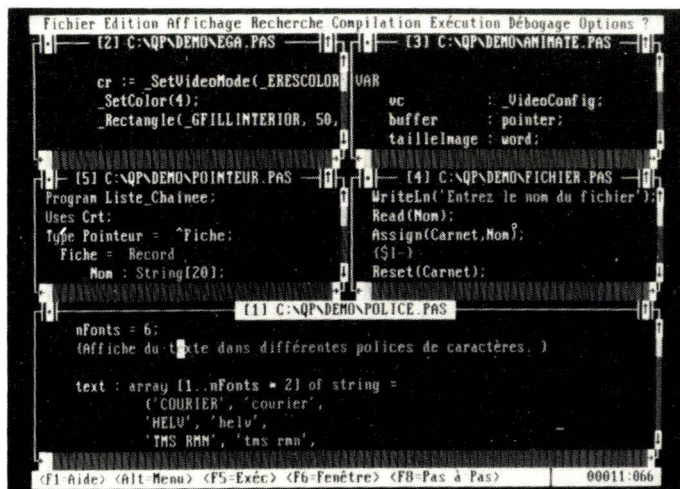 Fichier Edition Affichage Recherche Compilation Exécution Débogage Options ?
[2] C:\QP\DEMO\EGA.PAS
cr := _SetVideoMode(_ERESCOLOR
_SetColor(4);
_Rectangle(_GFILLINTERIOR, 50,
[3] C:\QP\DEMO\ANIMATE.PAS
VAR
vc : _VideoConfig;
buffer : pointer;
tailleImage : word;
[5] C:\QP\DEMO\POINTEUR.PAS
Program Liste_Chainee;
Uses Crt;
Type Pointeur = ^Fiche;
Fiche = Record
Nom : String[20];
[4] C:\QP\DEMO\FICHIER.PAS
WriteLn('Entrez le nom du fichier');
Read(Nom);
Assign(Carnet,Nom);
{$I-}
Reset(Carnet);
[1] C:\QP\DEMO\POLICE.PAS
nFonts = 6;
{Affiche du texte dans différentes polices de caractères. }
text : array [1..nFonts * 2] of string =
('COURIER', 'courier',
'HELV', 'helv',
'TMS RMN', 'tms rmn',
<F1=Aide> <Alt=Menu> <F5=Exéc> <F6=Fenêtre> <F8=Pas à Pas> 00011:066